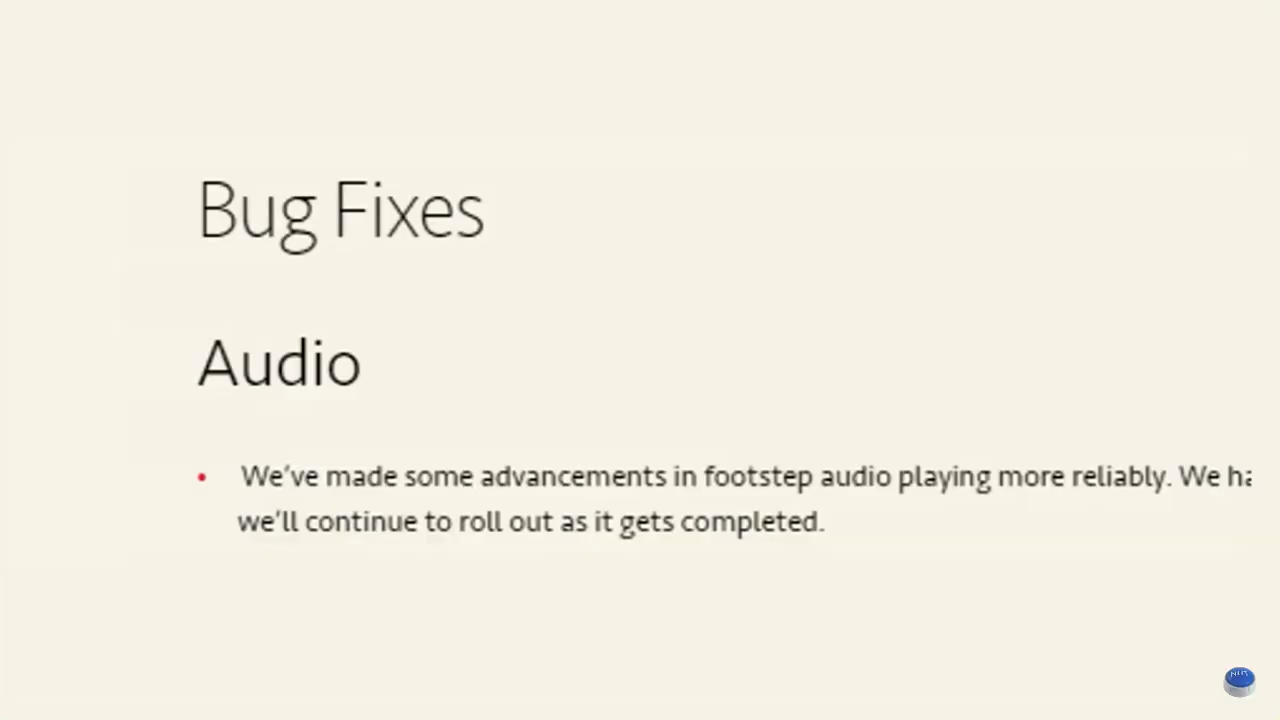 Bug Fixes
Audio
• We've made some advancements in footstep audio playing more reliably. We ha
we'll continue to roll out as it gets completed.